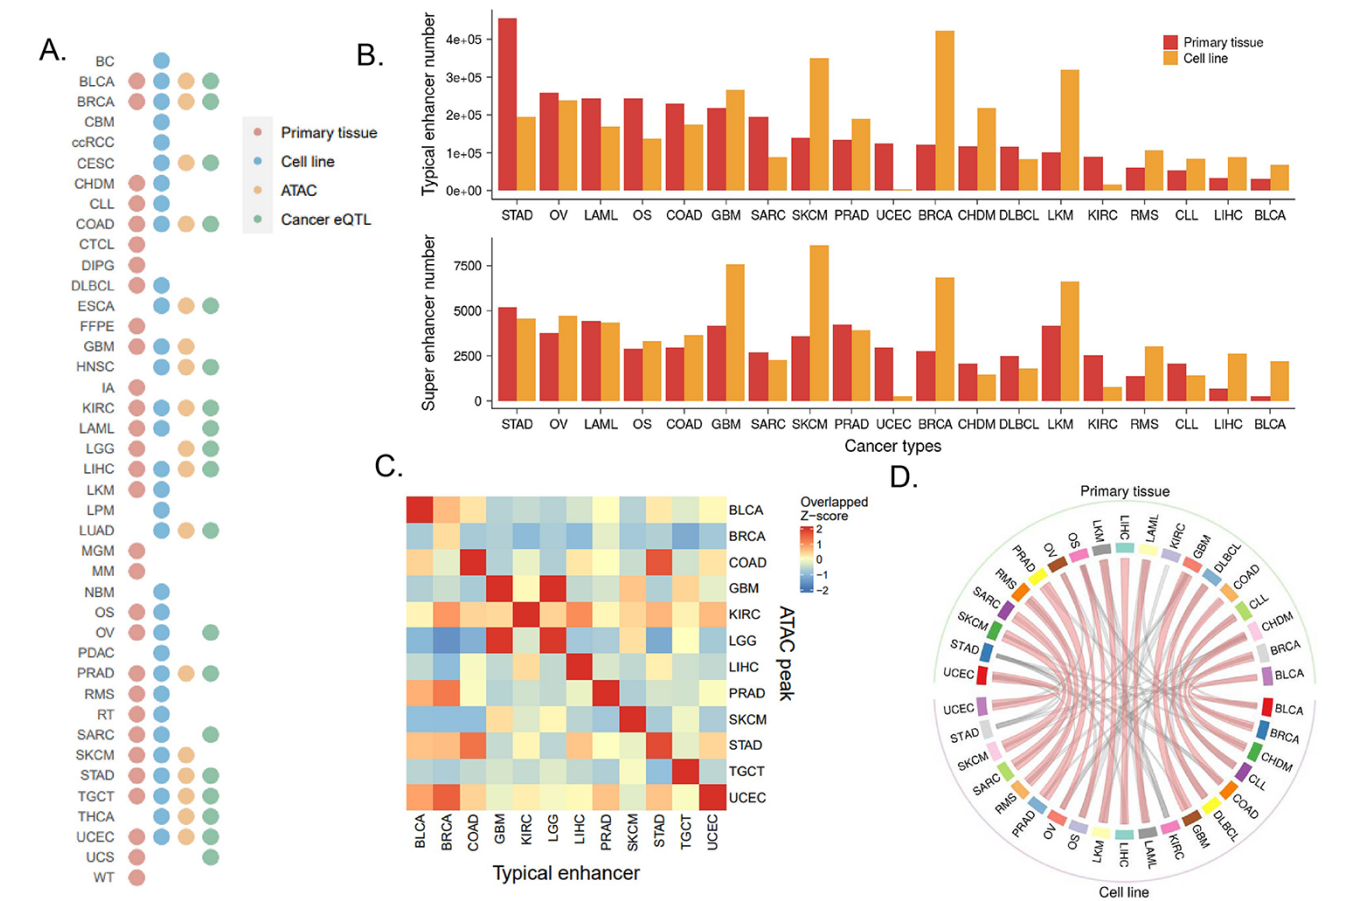 A.
BC
BLCA
BRCA
CBM
ccRCC
CESC
CHDM
CLL
COAD
CTCL
DIPG
DLBCL
ESCA
FFPE
GBM
HNSC
IA
KIRC
LAML
LGG
LIHC
LKM
LPM
LUAD
MGM
MM
NBM
OS
OV
PDAC
PRAD
RMS
RT
SARC
SKCM
STAD
TGCT
THCA
UCEC
UCS
WT
Primary tissue
Cell line
ATAC
Cancer eQTL
B.
Typical enhancer number
4e+05
3e+05
2e+05
1e+05
0e+00
Primary tissue
Cell line
STAD OV LAML OS COAD GBM SARC SKCM PRAD UCEC BRCA CHDM DLBCL LKM KIRC RMS CLL LIHC BLCA
Super enhancer number
7500
5000
2500
0
STAD OV LAML OS COAD GBM SARC SKCM PRAD UCEC BRCA CHDM DLBCL LKM KIRC RMS CLL LIHC BLCA
Cancer types
C.
BLCA
BRCA
COAD
GBM
KIRC
LGG
LIHC
PRAD
SKCM
STAD
TGCT
UCEC
BLCA BRCA COAD GBM KIRC LGG LIHC PRAD SKCM STAD TGCT UCEC
Typical enhancer
ATAC peak
Overlapped
Z-score
2
1
0
−1
−2
D.
Primary tissue
UCEC
STAD
SKCM
SARC
RMS
PRAD
OV
OS
LKM
LIHC
LAML
KIRC
GBM
DLBCL
COAD
CLL
CHDM
BRCA
BLCA
BLCA
BRCA
CHDM
CLL
COAD
DLBCL
GBM
KIRC
LAML
LIHC
LKM
OS
OV
PRAD
RMS
SARC
SKCM
STAD
UCEC
Cell line